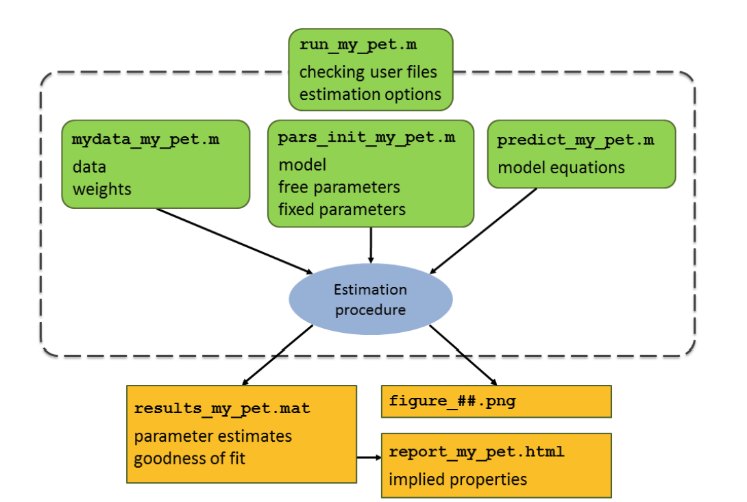 run_my_pet.m
checking user files
estimation options
mydata_my_pet.m
data
weights
pars_init_my_pet.m
model
free parameters
fixed parameters
predict_my_pet.m
model equations
Estimation
procedure
results_my_pet.mat
parameter estimates
goodness of fit
figure_##.png
report_my_pet.html
implied properties